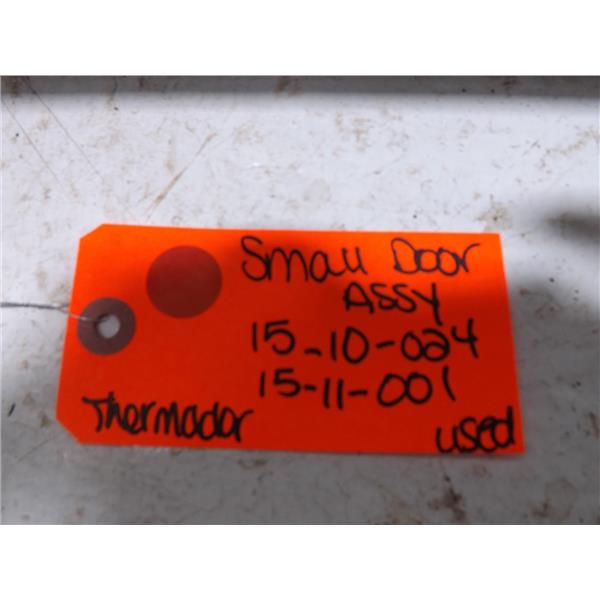 Small Door
ASSY
15-10-024
15-11-001
Thermador
used